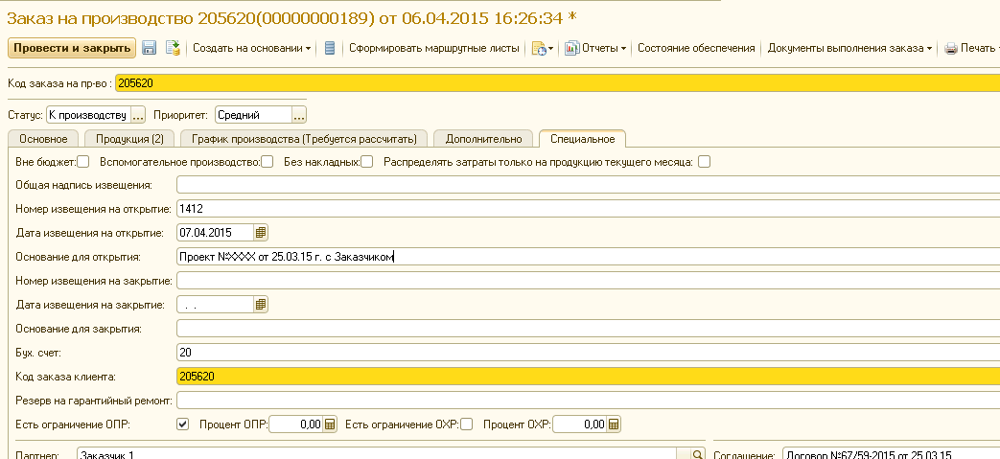 Заказ на производство 205620(00000000189) от 06.04.2015 16:26:34 *
Провести и закрыть Создать на основании Сформировать маршрутные листы Отчеты Состояние обеспечения Документы выполнения заказа Печать
Код заказа на пр-во : 205620
Статус: К производству ... Приоритет: Средний ...
Основное Продукция (2) График производства (Требуется рассчитать) Дополнительно Специальное
Вне бюджет: Вспомогательное производство: Без накладных: Распределять затраты только на продукцию текущего месяца:
Общая надпись извещения:
Номер извещения на открытие: 1412
Дата извещения на открытие: 07.04.2015
Основание для открытия: Проект №XXXX от 25.03.15 г. с Заказчиком
Номер извещения на закрытие:
Дата извещения на закрытие: . .
Основание для закрытия:
Бух. счет: 20
Код заказа клиента: 205620
Резерв на гарантийный ремонт:
Есть ограничение ОПР: Процент ОПР: 0,00 Есть ограничение ОХР: Процент ОХР: 0,00
Партнер: Заказчик 1 Соглашение: Договор №67/59-2015 от 25.03.15